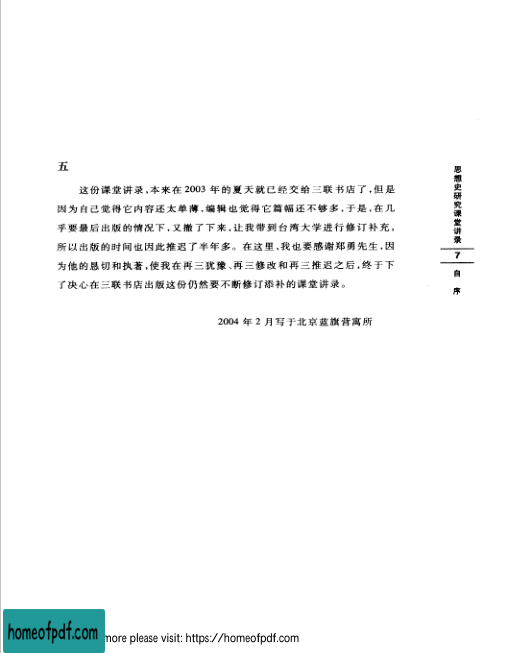 五
这份课堂讲录，本来在 2003 年的夏天就已经交给三联书店了，但是
因为自己觉得它内容还太单薄，编辑也觉得它篇幅还不够多，于是，在几
乎要最后出版的情况下，又撤了下来，让我带到台湾大学进行修订补充，
所以出版的时间也因此推迟了半年多。在这里，我也要感谢郑勇先生，因
为他的恳切和执著，使我在再三犹豫、再三修改和再三推迟之后，终于下
了决心在三联书店出版这份仍然要不断修订添补的课堂讲录。
2004 年 2 月写于北京蓝旗营寓所
思想史研究课堂讲录
7
自序
homeofpdf.com
more please visit: https://homeofpdf.com